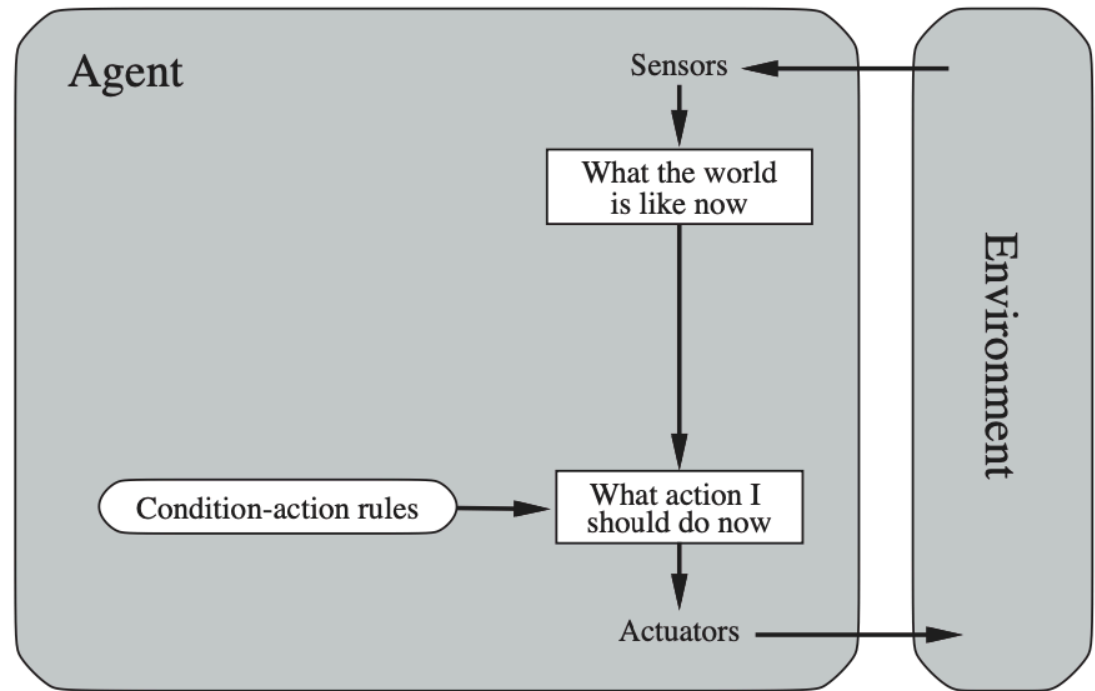 Agent
Sensors
What the world
is like now
Environment
Condition-action rules
What action I
should do now
Actuators